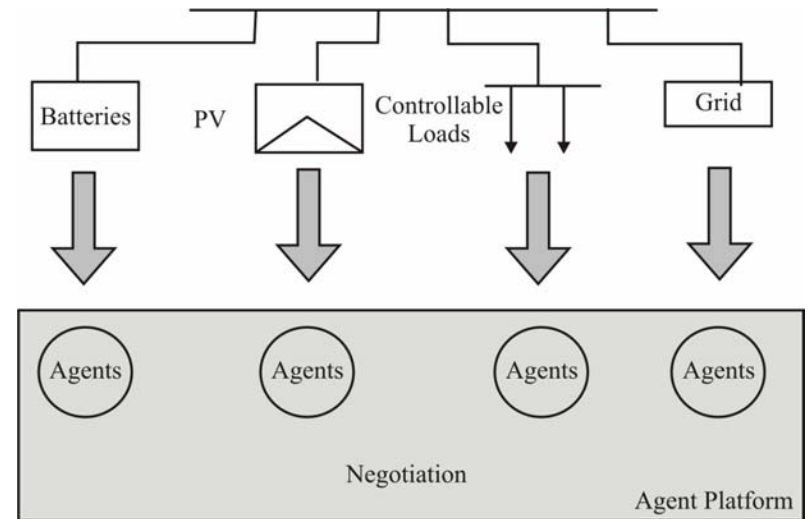 Batteries
PV
Controllable
Loads
Grid
Agents
Agents
Agents
Agents
Negotiation
Agent Platform